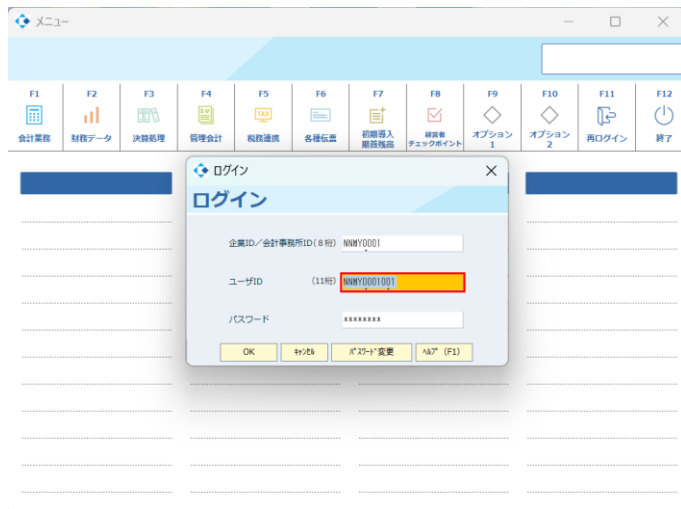 メニュー
F1 F2 F3 F4 F5 F6 F7 F8 F9 F10 F11 F12
TAX
会計業務 財務データ 決算処理 管理会計 税務連携 各種伝票 初期導入 期首残高 経営者 チェックポイント オプション 1 オプション 2 再ログイン 終了
ログイン
ログイン
企業ID/会計事務所ID(8桁) NNMY0001
ユーザID (11桁) NNMY0001001
パスワード ********
OK ｷｬﾝｾﾙ ﾊﾟｽﾜｰﾄﾞ変更 ﾍﾙﾌﾟ (F1)